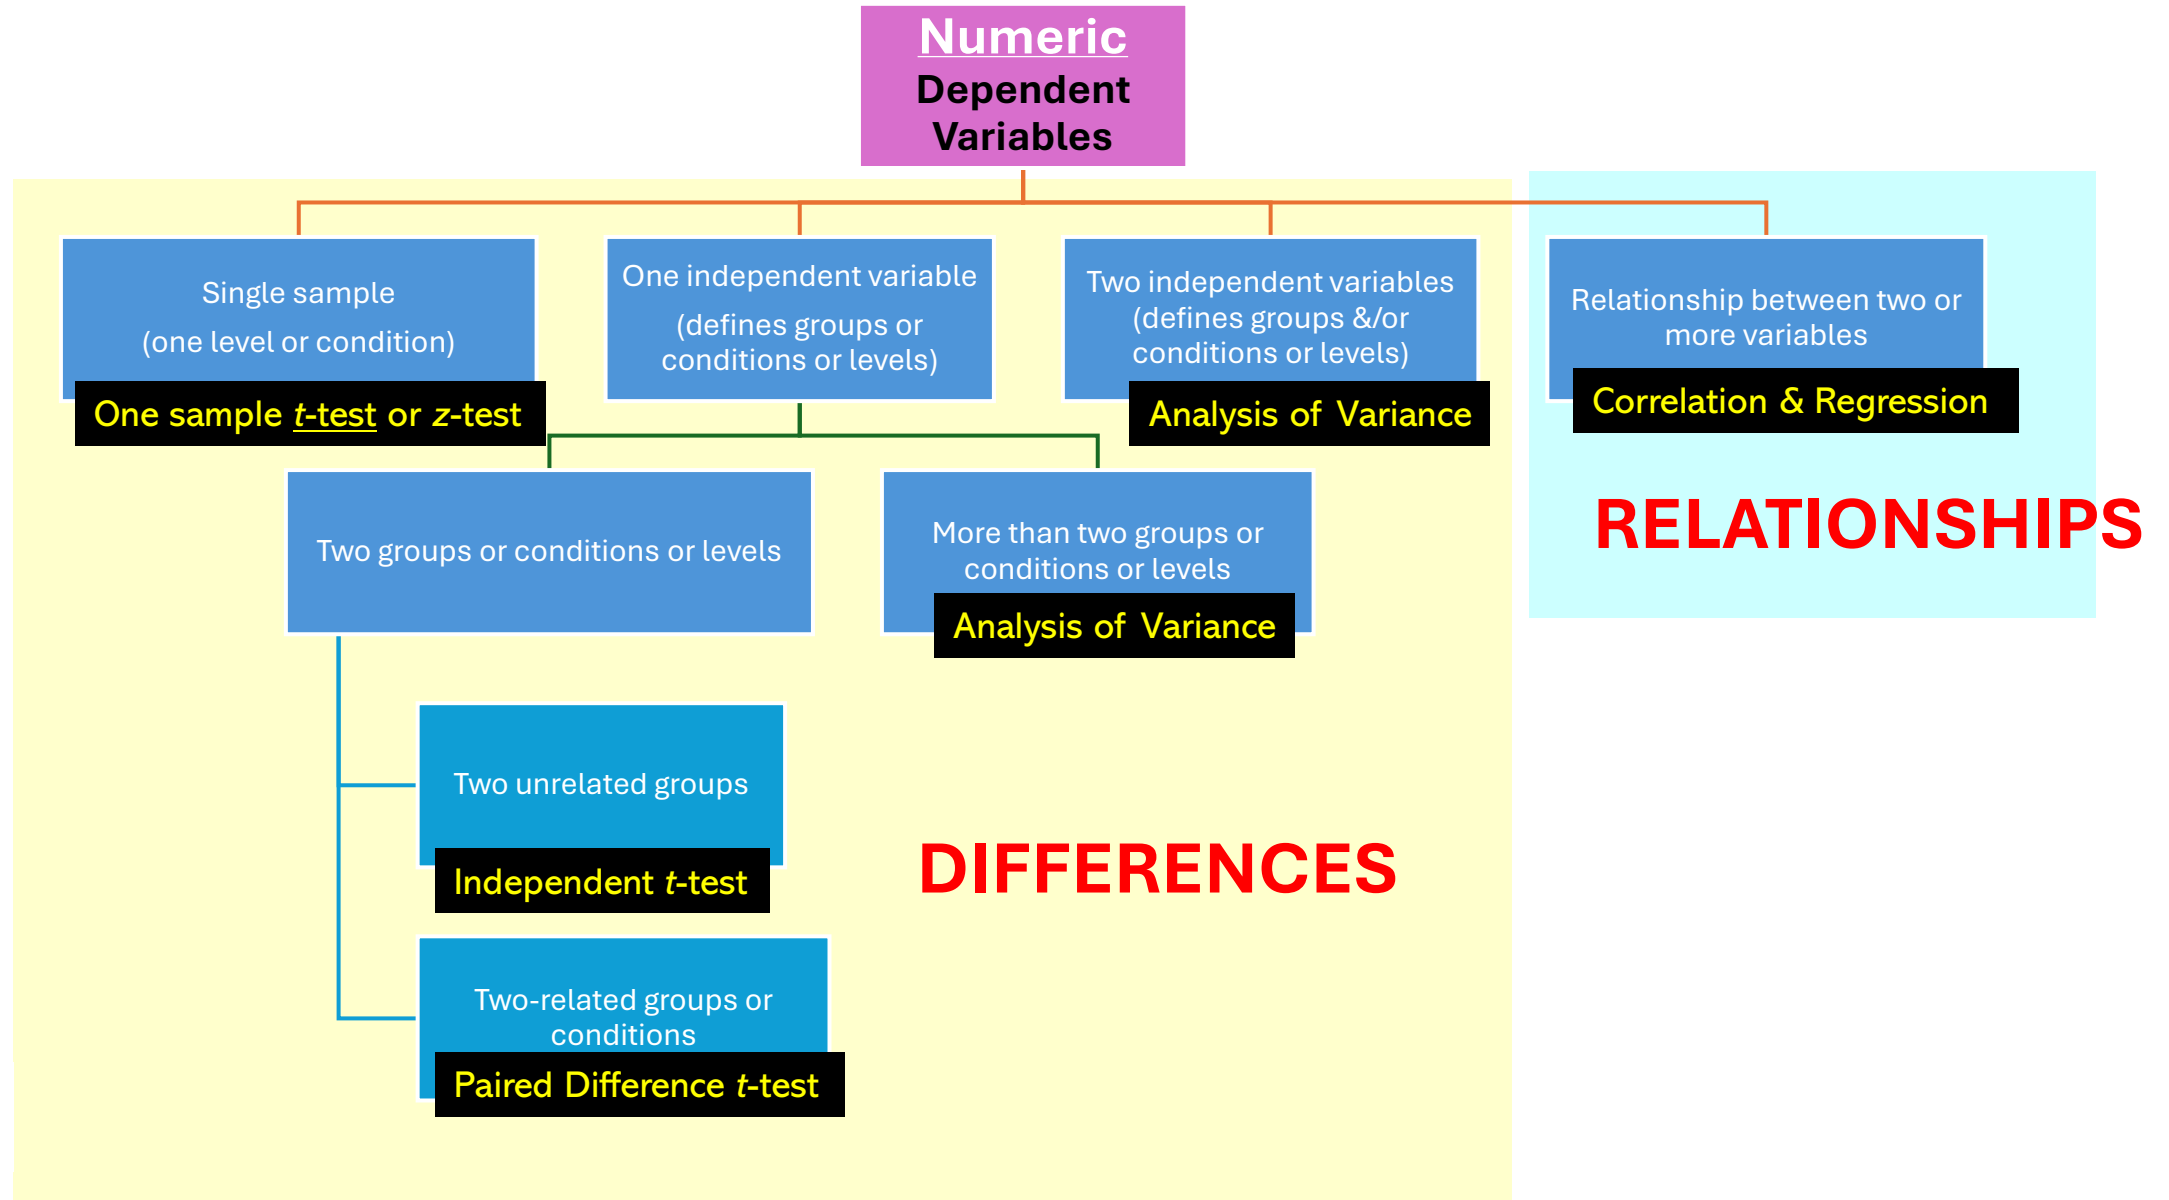 Numeric
Dependent
Variables
Single sample
(one level or condition)
One sample t-test or z-test
One independent variable
(defines groups or
conditions or levels)
Two independent variables
(defines groups &/or
conditions or levels)
Analysis of Variance
Relationship between two or
more variables
Correlation & Regression
RELATIONSHIPS
Two groups or conditions or levels
More than two groups or
conditions or levels
Analysis of Variance
Two unrelated groups
Independent t-test
DIFFERENCES
Two-related groups or
conditions
Paired Difference t-test